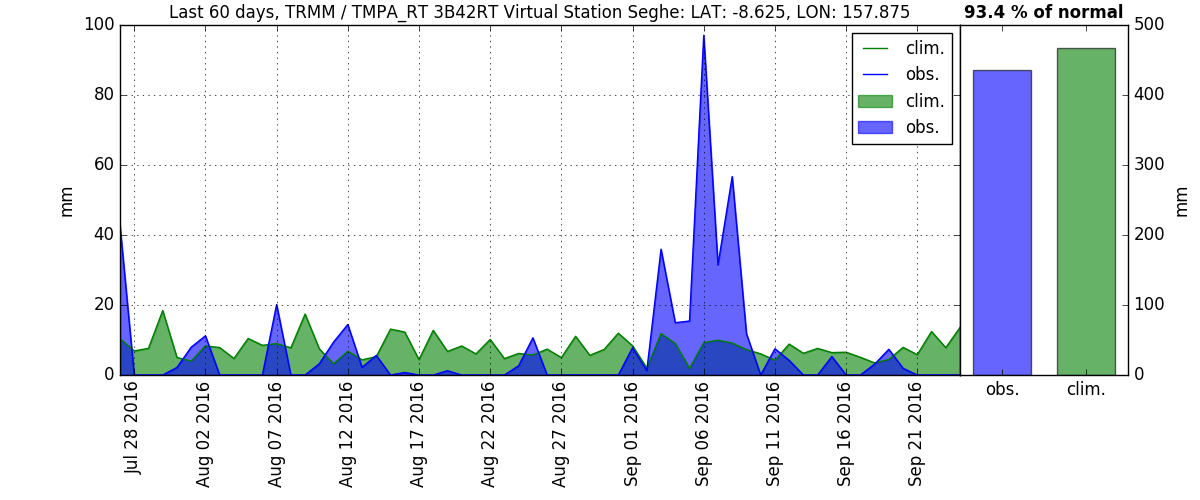 Last 60 days, TRMM / TMPA_RT 3B42RT Virtual Station Seghe: LAT: -8.625, LON: 157.875
93.4 % of normal
100
80
60
40
20
0
mm
clim.
obs.
clim.
obs.
Jul 28 2016
Aug 02 2016
Aug 07 2016
Aug 12 2016
Aug 17 2016
Aug 22 2016
Aug 27 2016
Sep 01 2016
Sep 06 2016
Sep 11 2016
Sep 16 2016
Sep 21 2016
500
400
300
200
100
0
mm
obs.
clim.